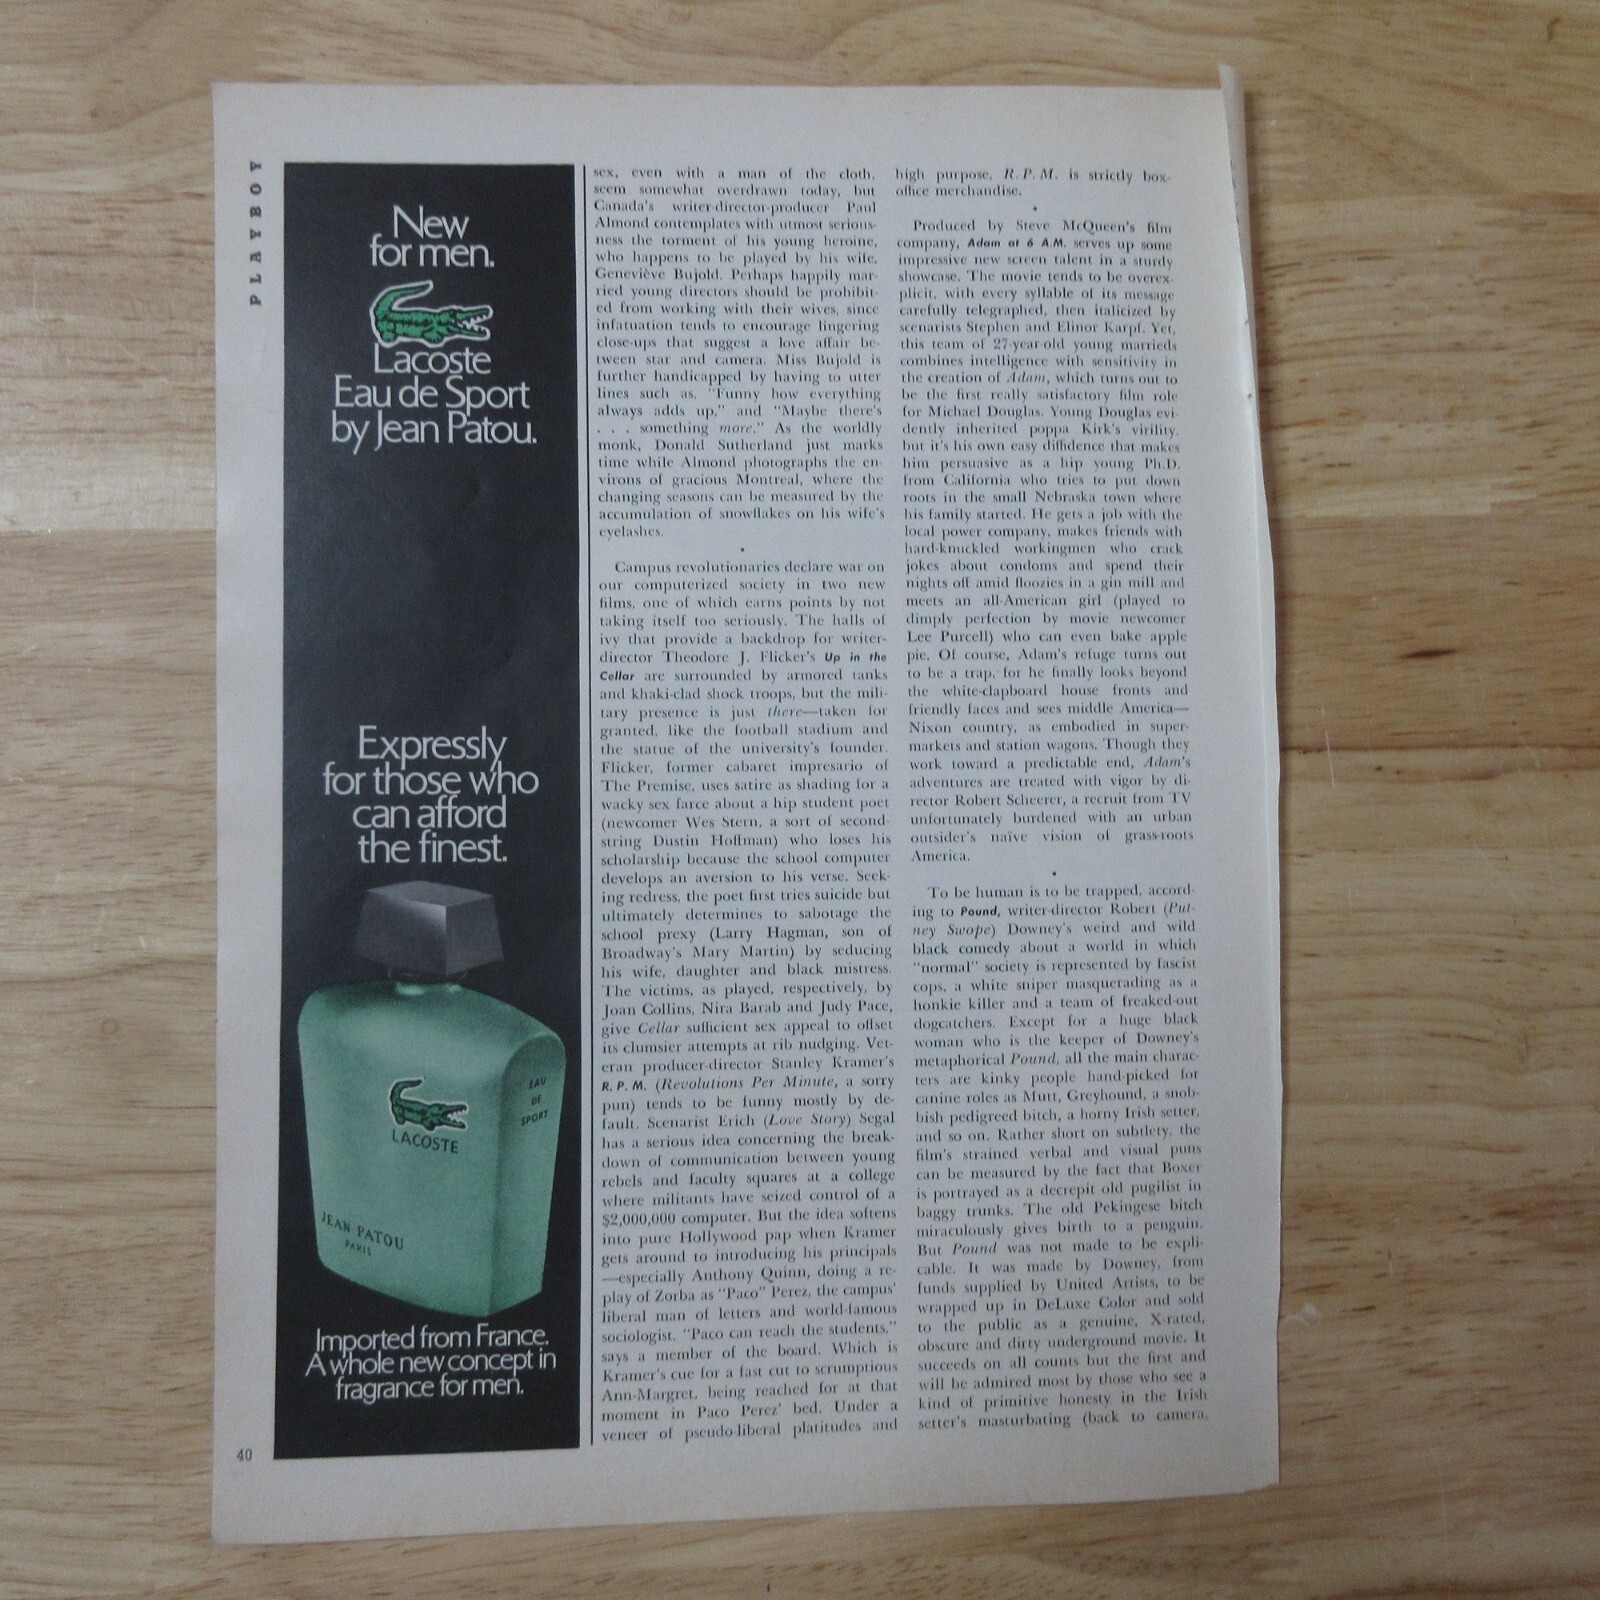 PLAYBOY
New
for men.
Lacoste
Eau de Sport
by Jean Patou.
Expressly
for those who
can afford
the finest.
EAU
DE
SPORT
LACOSTE
JEAN PATOU
PARIS
Imported from France.
A whole new concept in
fragrance for men.
40
sex, even with a man of the cloth,
seem somewhat overdrawn today, but
Canada's writer-director-producer Paul
Almond contemplates with utmost serious-
ness the torment of his young heroine,
who happens to be played by his wife,
Geneviève Bujold. Perhaps happily mar-
ried young directors should be prohibit-
ed from working with their wives, since
infatuation tends to encourage lingering
close-ups that suggest a love affair be-
tween star and camera. Miss Bujold is
further handicapped by having to utter
lines such as, "Funny how everything
always adds up," and "Maybe there's
. . . something more." As the worldly
monk, Donald Sutherland just marks
time while Almond photographs the en-
virons of gracious Montreal, where the
changing seasons can be measured by the
accumulation of snowflakes on his wife's
eyelashes.
•
Campus revolutionaries declare war on
our computerized society in two new
films, one of which earns points by not
taking itself too seriously. The halls of
ivy that provide a backdrop for writer-
director Theodore J. Flicker's Up in the
Cellar are surrounded by armored tanks
and khaki-clad shock troops, but the mili-
tary presence is just there—taken for
granted, like the football stadium and
the statue of the university's founder.
Flicker, former cabaret impresario of
The Premise, uses satire as shading for a
wacky sex farce about a hip student poet
(newcomer Wes Stern, a sort of second-
string Dustin Hoffman) who loses his
scholarship because the school computer
develops an aversion to his verse. Seek-
ing redress, the poet first tries suicide but
ultimately determines to sabotage the
school prexy (Larry Hagman, son of
Broadway's Mary Martin) by seducing
his wife, daughter and black mistress.
The victims, as played, respectively, by
Joan Collins, Nira Barab and Judy Pace,
give Cellar sufficient sex appeal to offset
its clumsier attempts at rib nudging. Vet-
eran producer-director Stanley Kramer's
R. P. M. (Revolutions Per Minute, a sorry
pun) tends to be funny mostly by de-
fault. Scenarist Erich (Love Story) Segal
has a serious idea concerning the break-
down of communication between young
rebels and faculty squares at a college
where militants have seized control of a
$2,000,000 computer. But the idea softens
into pure Hollywood pap when Kramer
gets around to introducing his principals
—especially Anthony Quinn, doing a re-
play of Zorba as "Paco" Perez, the campus'
liberal man of letters and world-famous
sociologist. "Paco can reach the students,"
says a member of the board. Which is
Kramer's cue for a fast cut to scrumptious
Ann-Margret, being reached for at that
moment in Paco Perez' bed. Under a
veneer of pseudo-liberal platitudes and
high purpose, R. P. M. is strictly box-
office merchandise.
•
Produced by Steve McQueen's film
company, Adam at 6 A.M. serves up some
impressive new screen talent in a sturdy
showcase. The movie tends to be overex-
plicit, with every syllable of its message
carefully telegraphed, then italicized by
scenarists Stephen and Elinor Karpf. Yet,
this team of 27-year-old young marrieds
combines intelligence with sensitivity in
the creation of Adam, which turns out to
be the first really satisfactory film role
for Michael Douglas. Young Douglas evi-
dently inherited poppa Kirk's virility,
but it's his own easy diffidence that makes
him persuasive as a hip young Ph.D.
from California who tries to put down
roots in the small Nebraska town where
his family started. He gets a job with the
local power company, makes friends with
hard-knuckled workingmen who crack
jokes about condoms and spend their
nights off amid floozies in a gin mill and
meets an all-American girl (played to
dimply perfection by movie newcomer
Lee Purcell) who can even bake apple
pie. Of course, Adam's refuge turns out
to be a trap, for he finally looks beyond
the white-clapboard house fronts and
friendly faces and sees middle America—
Nixon country, as embodied in super-
markets and station wagons. Though they
work toward a predictable end, Adam's
adventures are treated with vigor by di-
rector Robert Scheerer, a recruit from TV
unfortunately burdened with an urban
outsider's naïve vision of grass-roots
America.
•
To be human is to be trapped, accord-
ing to Pound, writer-director Robert (Put-
ney Swope) Downey's weird and wild
black comedy about a world in which
"normal" society is represented by fascist
cops, a white sniper masquerading as a
honkie killer and a team of freaked-out
dogcatchers. Except for a huge black
woman who is the keeper of Downey's
metaphorical Pound, all the main charac-
ters are kinky people hand-picked for
canine roles as Mutt, Greyhound, a snob-
bish pedigreed bitch, a horny Irish setter,
and so on. Rather short on subtlety, the
film's strained verbal and visual puns
can be measured by the fact that Boxer
is portrayed as a decrepit old pugilist in
baggy trunks. The old Pekingese bitch
miraculously gives birth to a penguin.
But Pound was not made to be expli-
cable. It was made by Downey, from
funds supplied by United Artists, to be
wrapped up in DeLuxe Color and sold
to the public as a genuine, X-rated,
obscure and dirty underground movie. It
succeeds on all counts but the first and
will be admired most by those who see a
kind of primitive honesty in the Irish
setter's masturbating (back to camera,